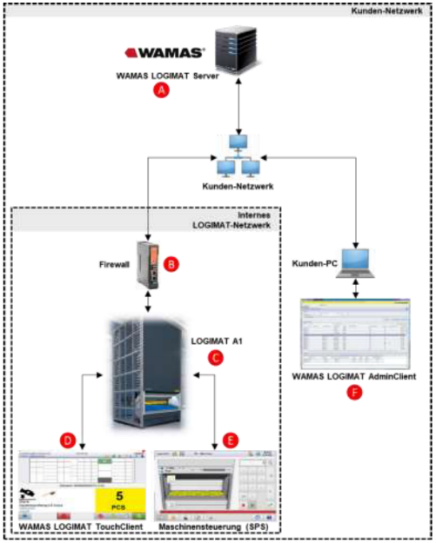 Kunden-Netzwerk
WAMAS®
WAMAS LOGIMAT Server
A
Kunden-Netzwerk
Internes
LOGIMAT-Netzwerk
Firewall
B
Kunden-PC
LOGIMAT A1
C
WAMAS LOGIMAT AdminClient
F
D
E
5
PCS
WAMAS LOGIMAT TouchClient
Maschinensteuerung (SPS)